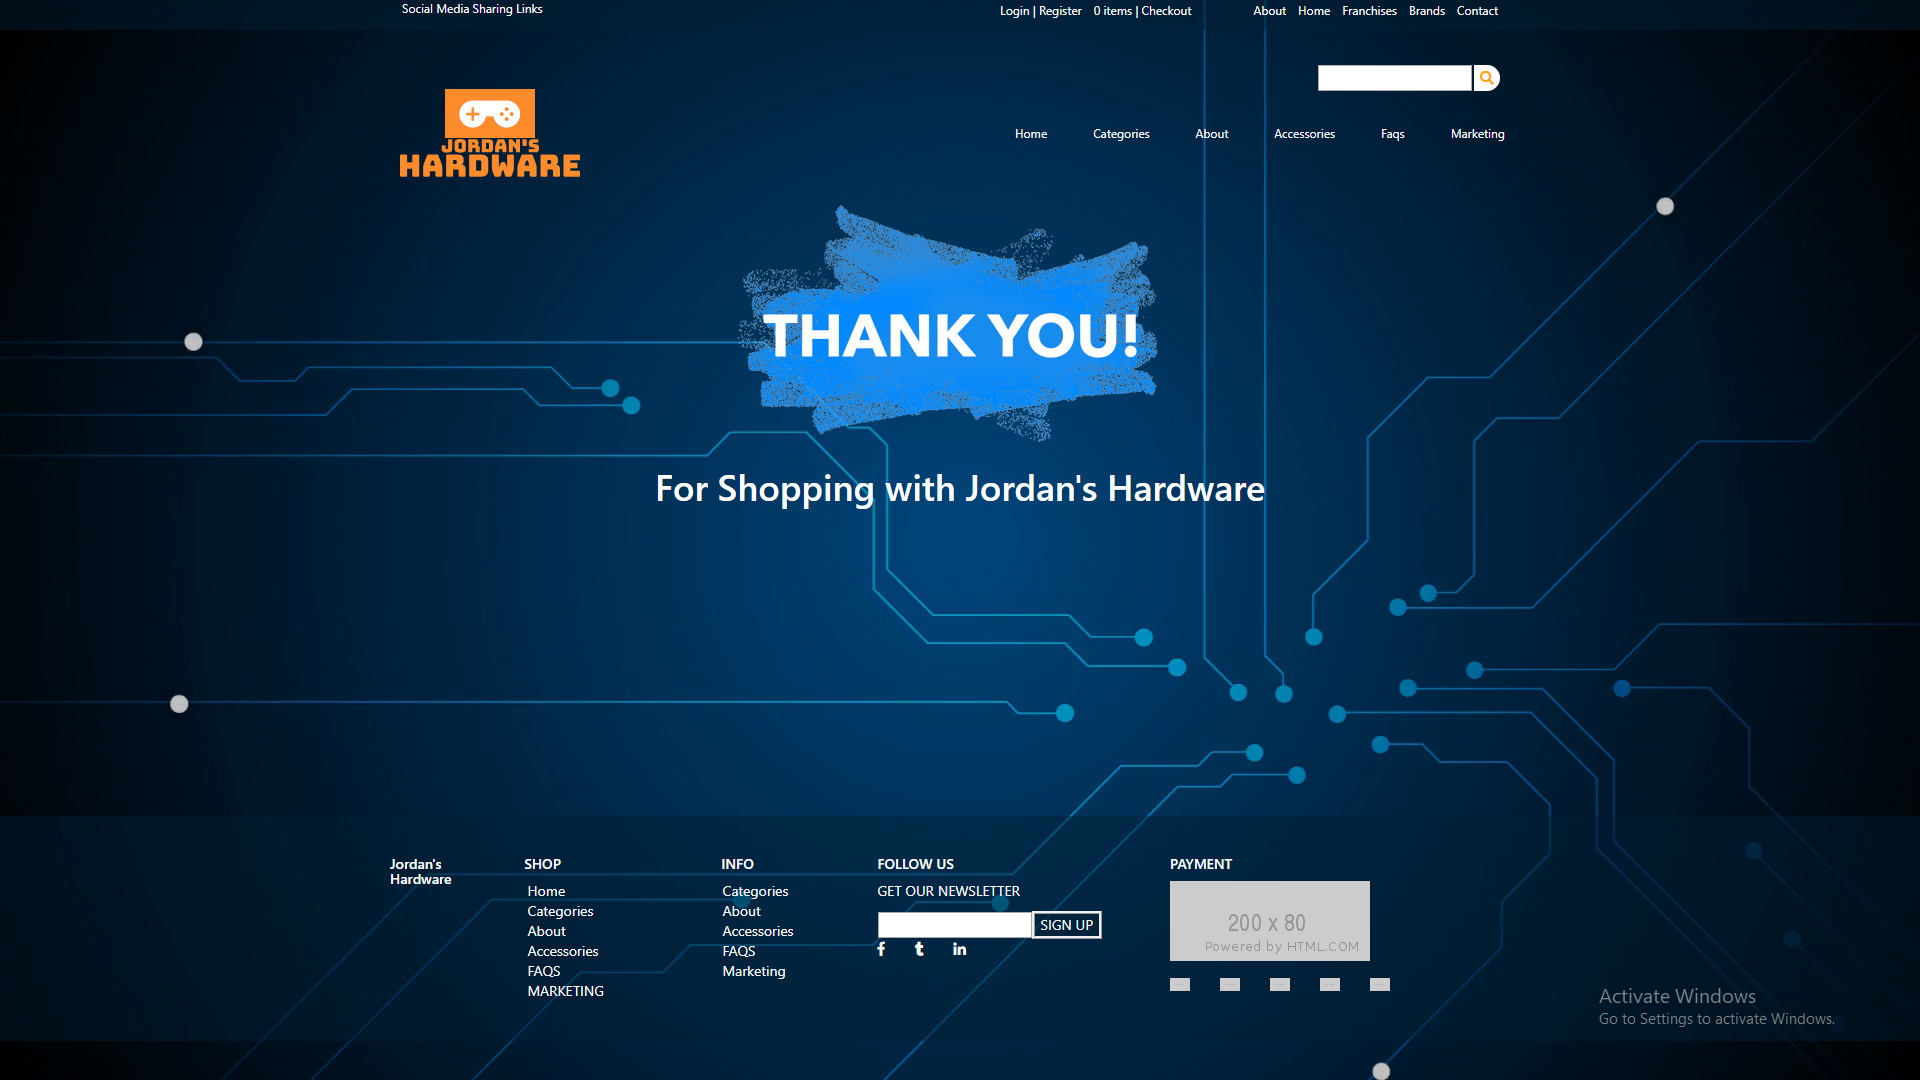 Social Media Sharing Links
Login | Register 0 items | Checkout About Home Franchises Brands Contact
JORDAN'S
HARDWARE
Home Categories About Accessories Faqs Marketing
THANK YOU!
For Shopping with Jordan's Hardware
Jordan's
Hardware
SHOP
Home
Categories
About
Accessories
FAQS
MARKETING
INFO
Categories
About
Accessories
FAQS
Marketing
FOLLOW US
GET OUR NEWSLETTER
SIGN UP
PAYMENT
200 x 80
Powered by HTML.COM
Activate Windows
Go to Settings to activate Windows.